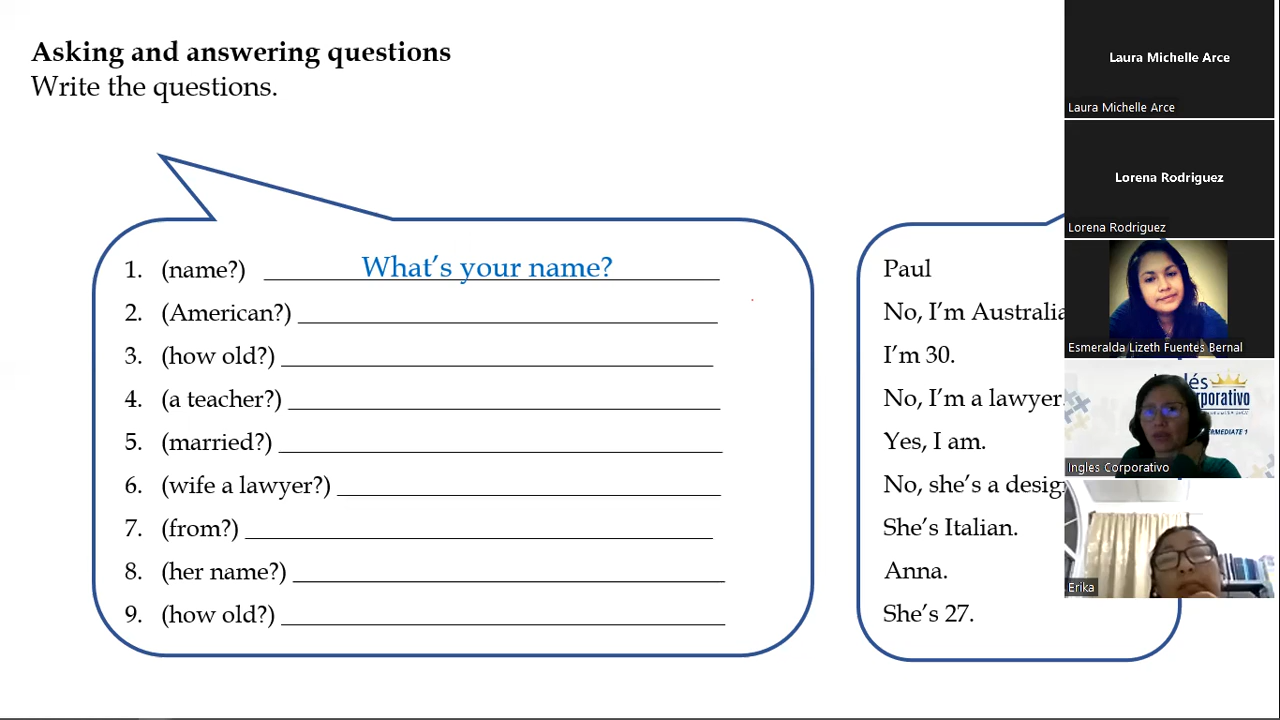 Asking and answering questions
Write the questions.
1. (name?) What's your name?
2. (American?)
3. (how old?)
4. (a teacher?)
5. (married?)
6. (wife a lawyer?)
7. (from?)
8. (her name?)
9. (how old?)
Paul
No, I'm Australia
I'm 30.
No, I'm a lawyer.
Yes, I am.
No, she's a desig
She's Italian.
Anna.
She's 27.
Laura Michelle Arce
Laura Michelle Arce
Lorena Rodriguez
Lorena Rodriguez
Esmeralda Lizeth Fuentes Bernal
Ingles Corporativo
Erika